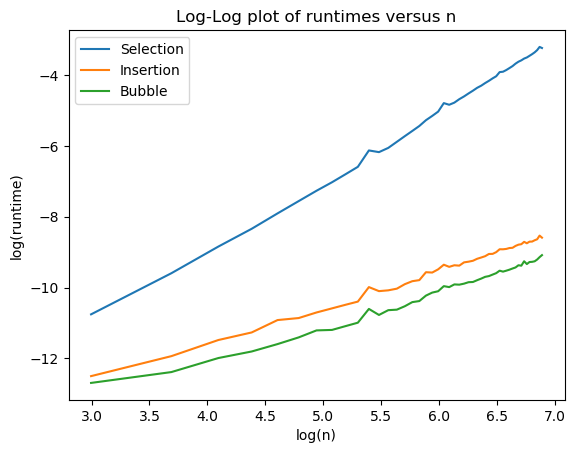 Log-Log plot of runtimes versus n
Selection
Insertion
Bubble
−4
−6
−8
−10
−12
log(runtime)
3.0 3.5 4.0 4.5 5.0 5.5 6.0 6.5 7.0
log(n)